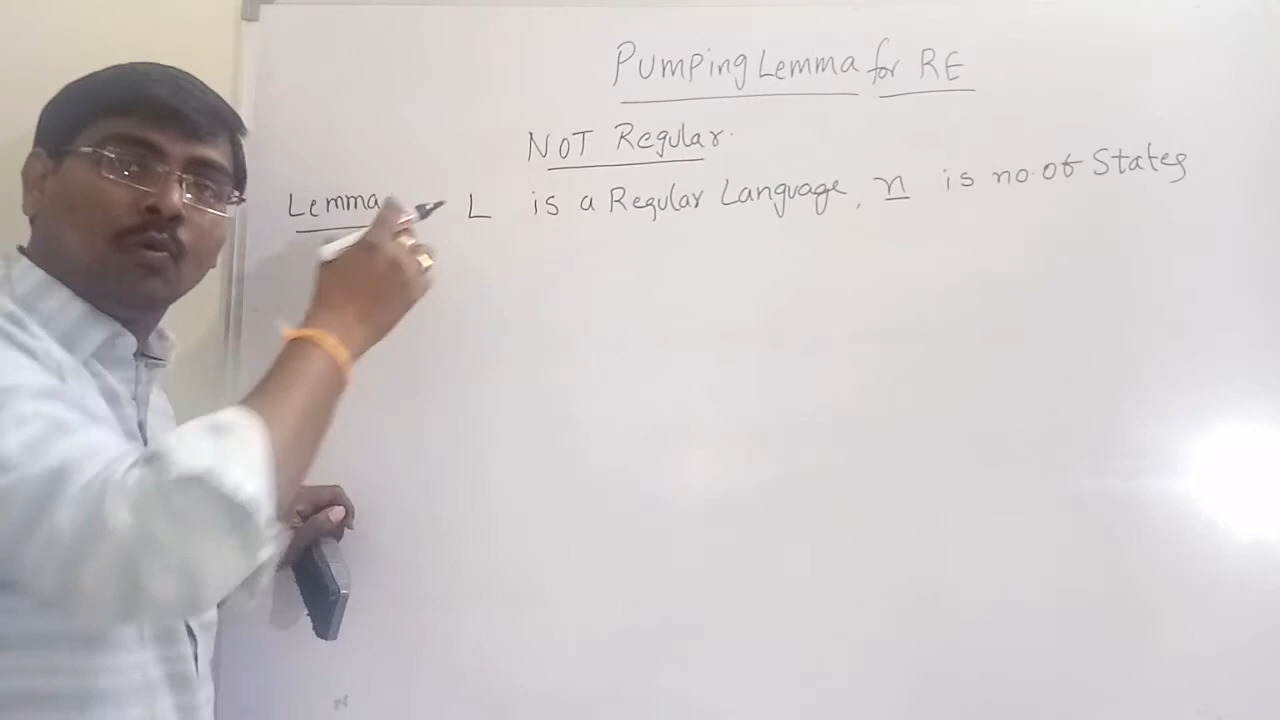 Pumping Lemma for RE
NOT Regular.
Lemma L is a Regular Language, n is no. of States